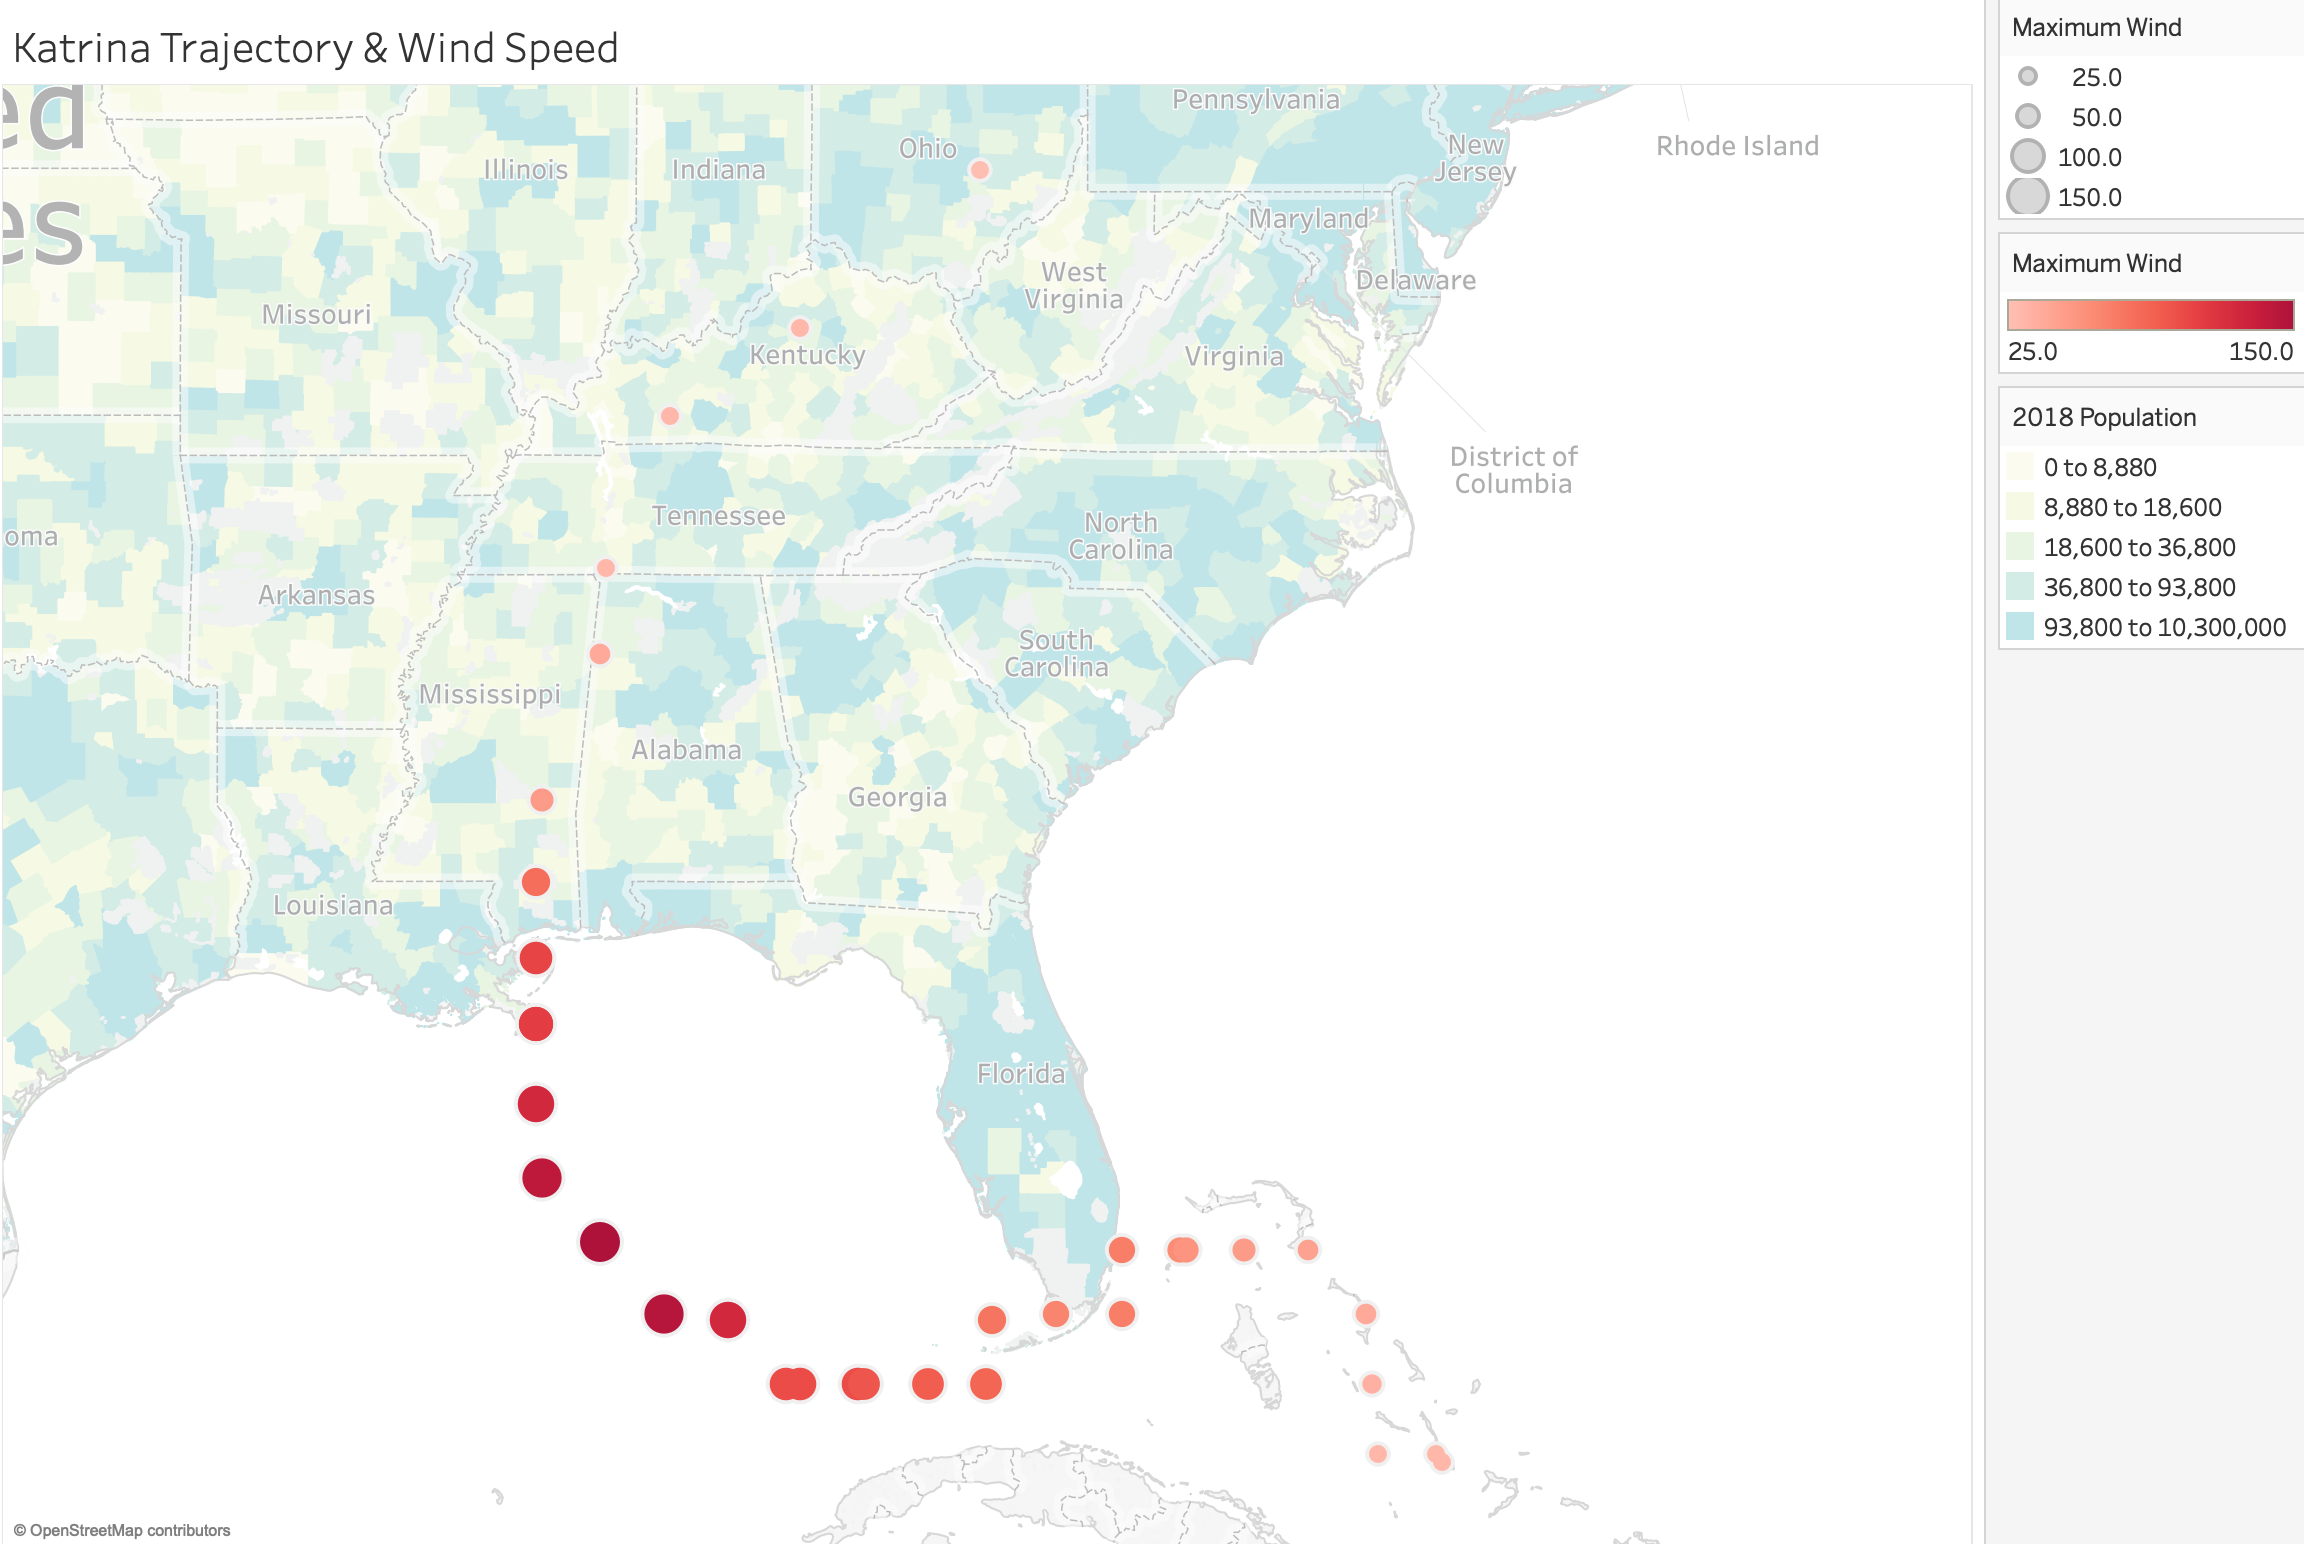 Katrina Trajectory & Wind Speed
ed
es
Pennsylvania
Ohio
New
Jersey
Rhode Island
Illinois
Indiana
Maryland
West
Virginia
Delaware
Missouri
Kentucky
Virginia
District of
Columbia
oma
Tennessee
North
Carolina
Arkansas
South
Carolina
Mississippi
Alabama
Georgia
Louisiana
Florida
© OpenStreetMap contributors
Maximum Wind
25.0
50.0
100.0
150.0
Maximum Wind
25.0 150.0
2018 Population
0 to 8,880
8,880 to 18,600
18,600 to 36,800
36,800 to 93,800
93,800 to 10,300,000